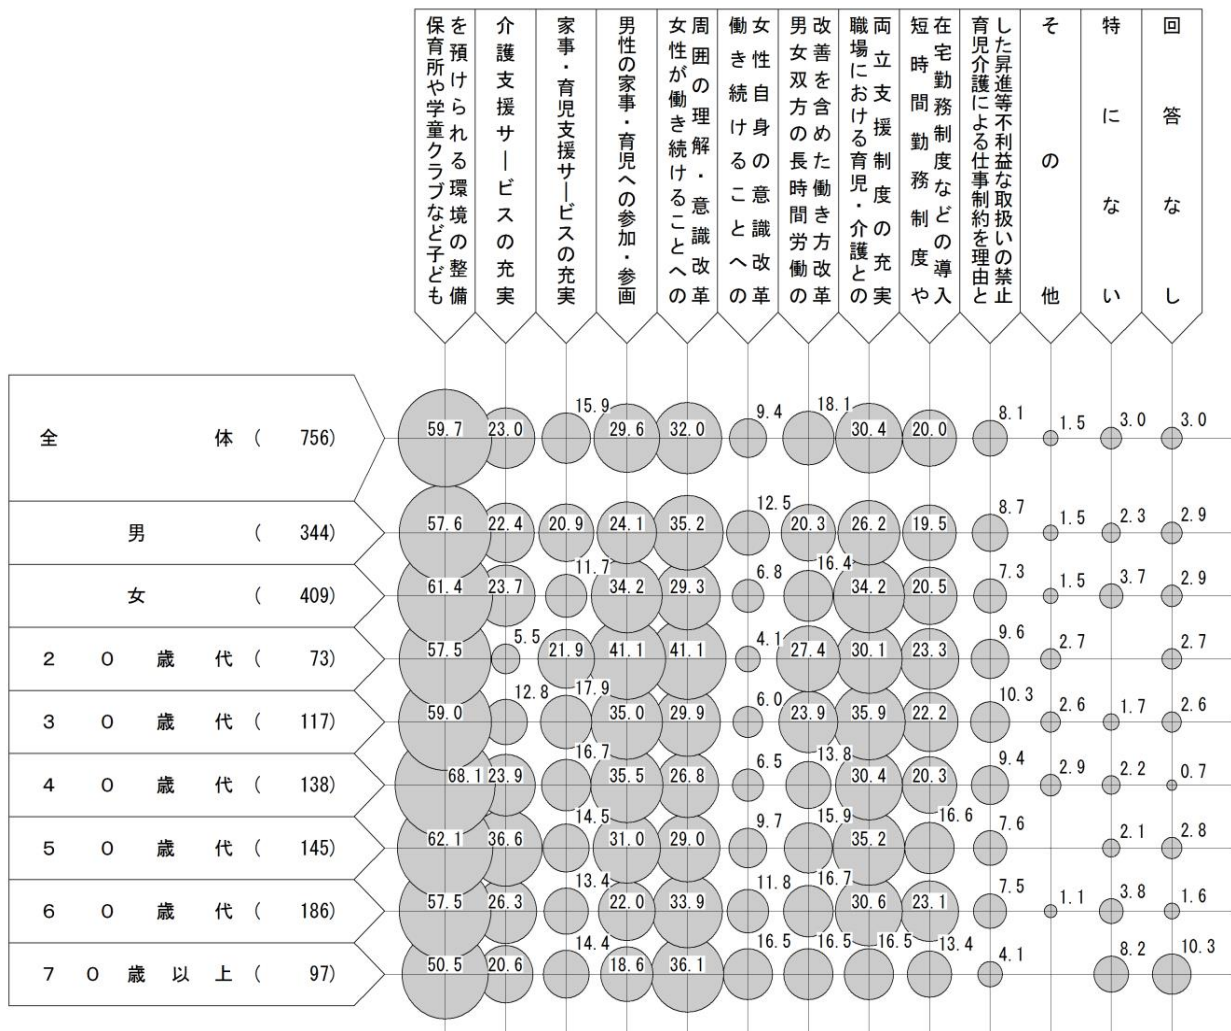 保育所や学童クラブなど子ども
を預けられる環境の整備
介護支援サービスの充実
家事・育児支援サービスの充実
男性の家事・育児への参加・参画
女性が働き続けることへの
周囲の理解・意識改革
働き続けることへの
女性自身の意識改革
男女双方の長時間労働の
改善を含めた働き方改革
職場における育児・介護との
両立支援制度の充実
短時間勤務制度や
在宅勤務制度などの導入
育児介護による仕事制約を理由と
した昇進等不利益な取扱いの禁止
その他
特にない
回答なし
全体 ( 756) 59.7 23.0 15.9 29.6 32.0 9.4 18.1 30.4 20.0 8.1 1.5 3.0 3.0
男 ( 344) 57.6 22.4 20.9 24.1 35.2 12.5 20.3 26.2 19.5 8.7 1.5 2.3 2.9
女 ( 409) 61.4 23.7 11.7 34.2 29.3 6.8 16.4 34.2 20.5 7.3 1.5 3.7 2.9
20歳代 ( 73) 57.5 5.5 21.9 41.1 41.1 4.1 27.4 30.1 23.3 9.6 2.7 2.7
30歳代 ( 117) 59.0 12.8 17.9 35.0 29.9 6.0 23.9 35.9 22.2 10.3 2.6 1.7 2.6
40歳代 ( 138) 68.1 23.9 16.7 35.5 26.8 6.5 13.8 30.4 20.3 9.4 2.9 2.2 0.7
50歳代 ( 145) 62.1 36.6 14.5 31.0 29.0 9.7 15.9 35.2 16.6 7.6 2.1 2.8
60歳代 ( 186) 57.5 26.3 13.4 22.0 33.9 11.8 16.7 30.6 23.1 7.5 1.1 3.8 1.6
70歳以上 ( 97) 50.5 20.6 14.4 18.6 36.1 16.5 16.5 16.5 13.4 4.1 8.2 10.3